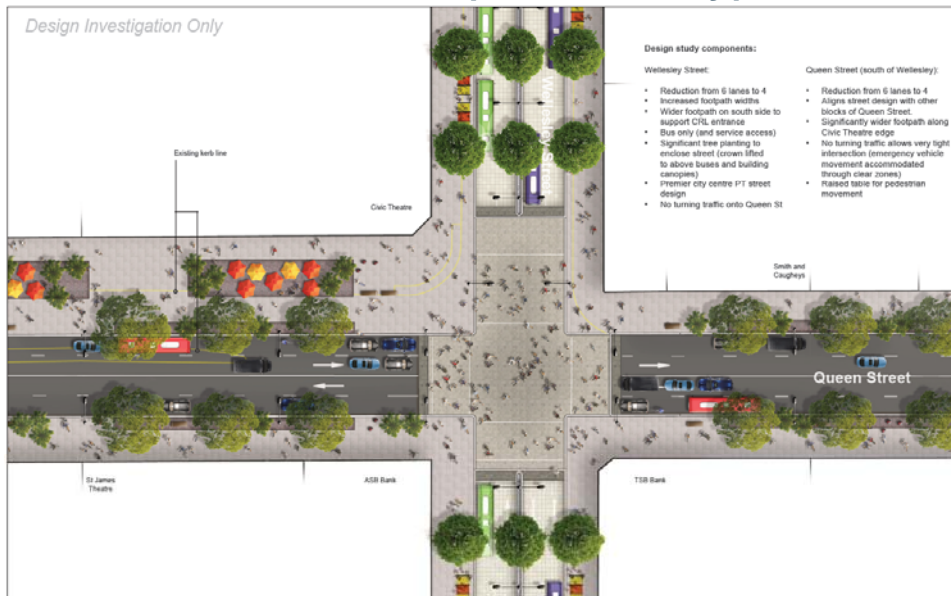 Design Investigation Only
Design study components:
Wellesley Street:
• Reduction from 6 lanes to 4
• Increased footpath widths
• Wider footpath on south side to
support CRL entrance
• Bus only (and service access)
• Significant tree planting to
enclose street (crown lifted
to above buses and building
canopies)
• Premier city centre PT street
design
• No turning traffic onto Queen St
Queen Street (south of Wellesley):
• Reduction from 6 lanes to 4
• Aligns street design with other
blocks of Queen Street.
• Significantly wider footpath along
Civic Theatre edge
• No turning traffic allows very tight
intersection (emergency vehicle
movement accommodated
through clear zones)
• Raised table for pedestrian
movement
Existing kerb line
Civic Theatre
Smith and
Caugheys
Queen Street
St James
Theatre
ASB Bank
TSB Bank